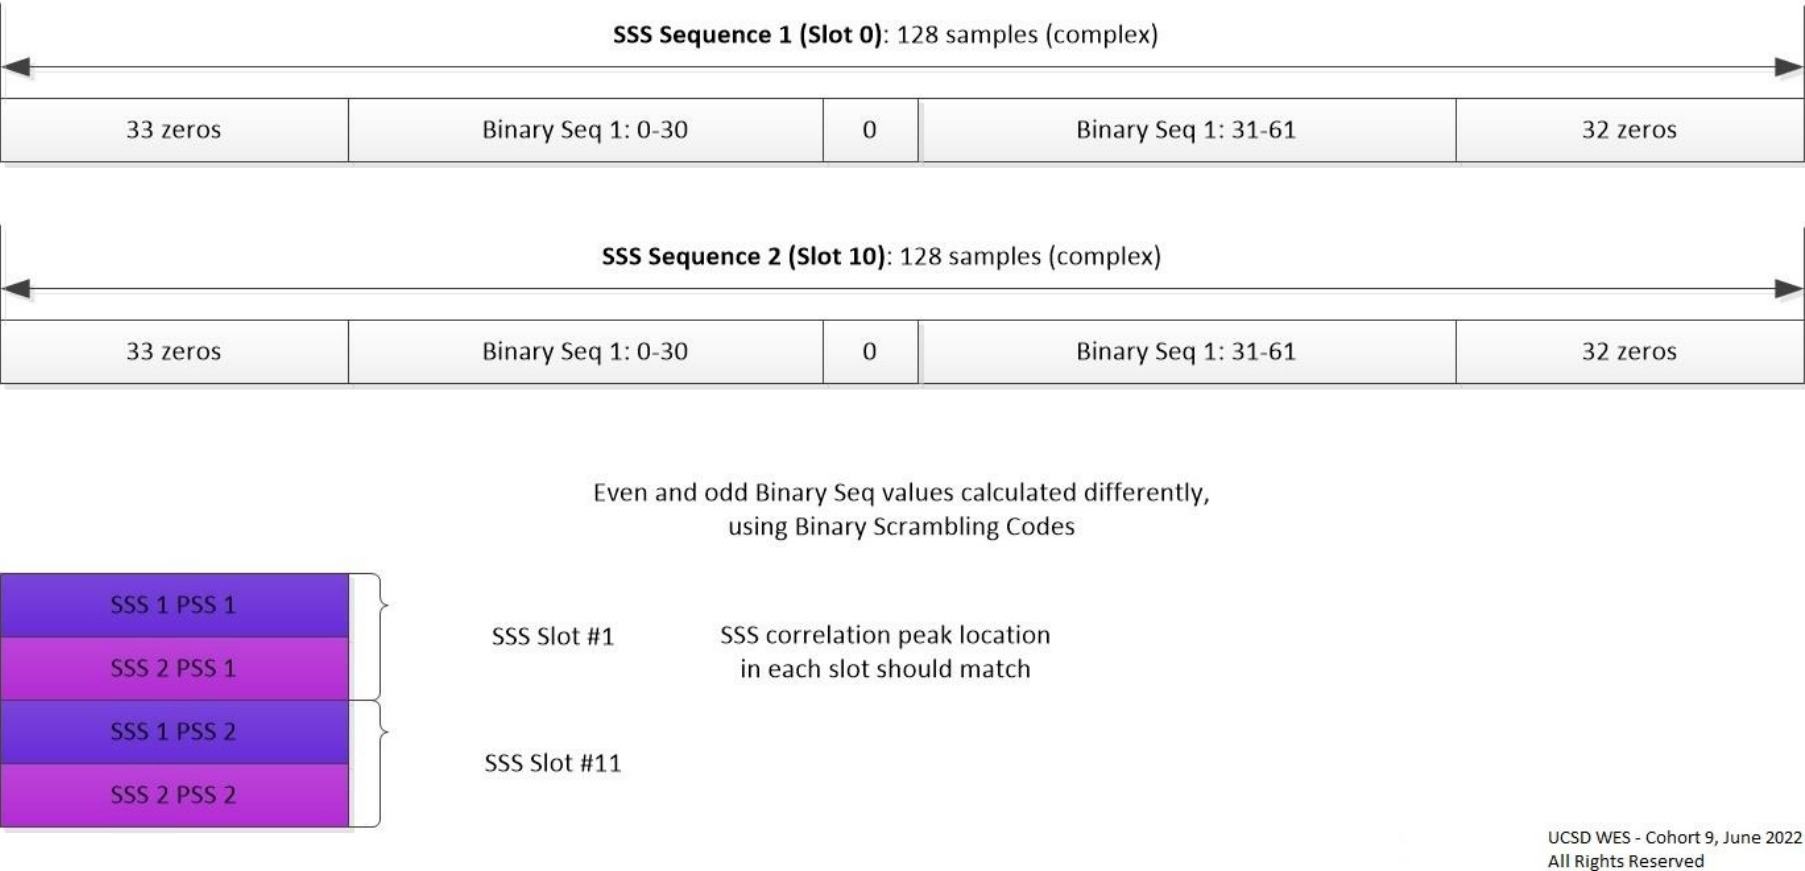 SSS Sequence 1 (Slot 0): 128 samples (complex)
33 zeros
Binary Seq 1: 0-30
0
Binary Seq 1: 31-61
32 zeros
SSS Sequence 2 (Slot 10): 128 samples (complex)
33 zeros
Binary Seq 1: 0-30
0
Binary Seq 1: 31-61
32 zeros
Even and odd Binary Seq values calculated differently,
using Binary Scrambling Codes
SSS 1 PSS 1
SSS 2 PSS 1
SSS Slot #1
SSS correlation peak location
in each slot should match
SSS 1 PSS 2
SSS 2 PSS 2
SSS Slot #11
UCSD WES - Cohort 9, June 2022
All Rights Reserved